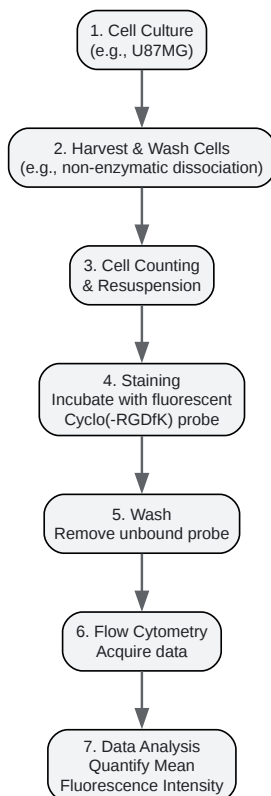 1. Cell Culture
(e.g., U87MG)
2. Harvest & Wash Cells
(e.g., non-enzymatic dissociation)
3. Cell Counting
& Resuspension
4. Staining
Incubate with fluorescent
Cyclo(-RGDfK) probe
5. Wash
Remove unbound probe
6. Flow Cytometry
Acquire data
7. Data Analysis
Quantify Mean
Fluorescence Intensity